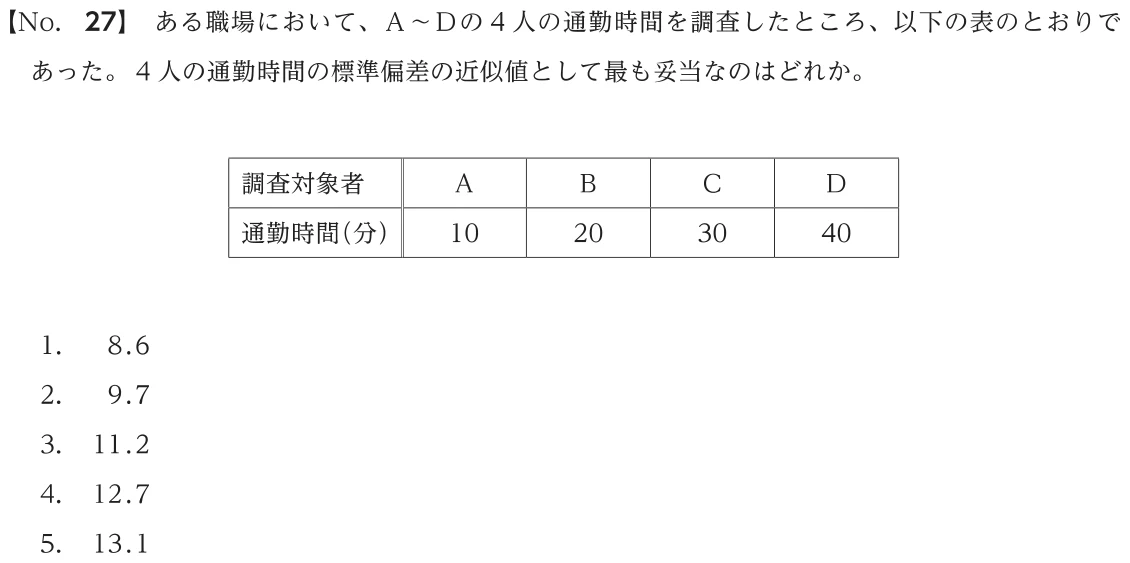 【No. 27】 ある職場において、A～Dの4人の通勤時間を調査したところ、以下の表のとおりで
あった。4人の通勤時間の標準偏差の近似値として最も妥当なのはどれか。
調査対象者 A B C D
通勤時間(分) 10 20 30 40
1. 8.6
2. 9.7
3. 11.2
4. 12.7
5. 13.1